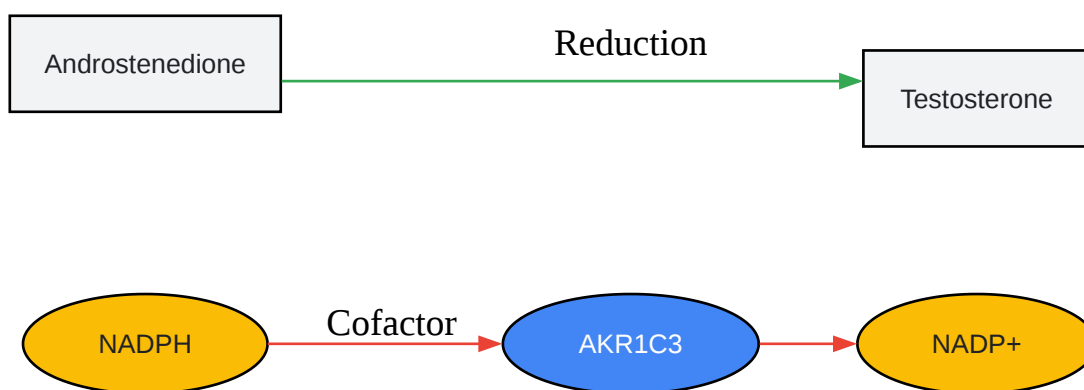 Reduction
Androstenedione
Testosterone
Cofactor
NADPH
AKR1C3
NADP+